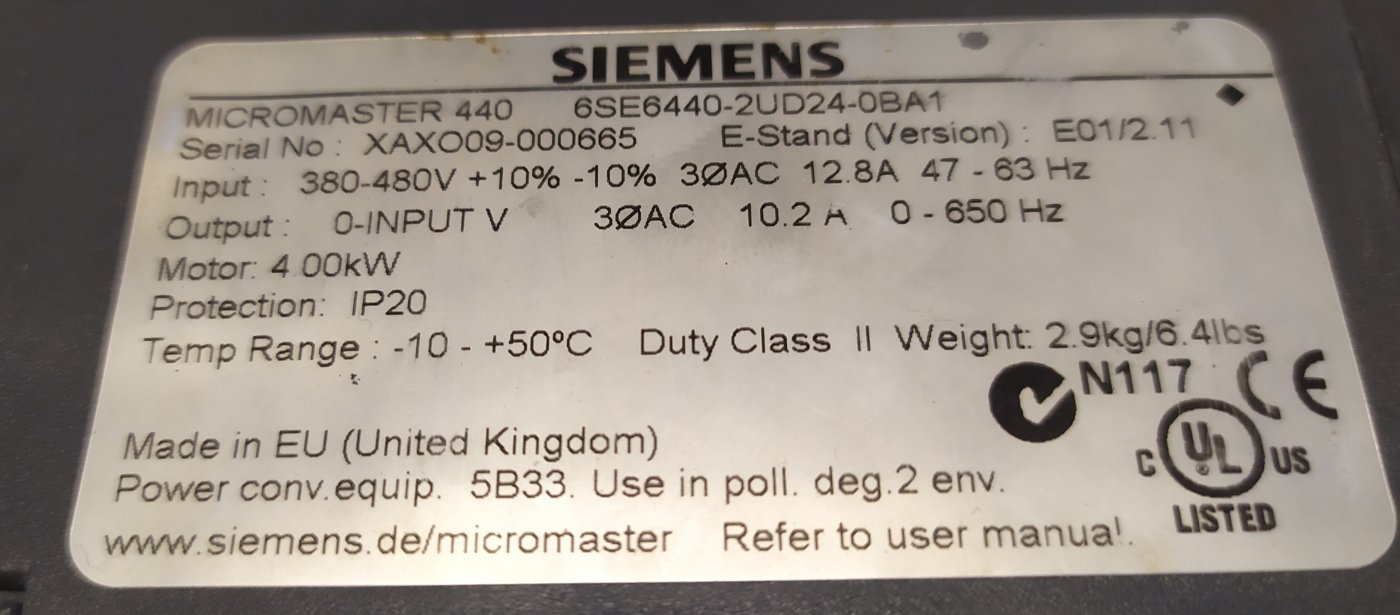 SIEMENS
MICROMASTER 440 6SE6440-2UD24-0BA1
Serial No : XAXO09-000665 E-Stand (Version) : E01/2.11
Input : 380-480V +10% -10% 3ØAC 12.8A 47 - 63 Hz
Output : 0-INPUT V 3ØAC 10.2 A 0 - 650 Hz
Motor: 4.00kW
Protection: IP20
Temp Range : -10 - +50°C Duty Class II Weight: 2.9kg/6.4lbs
N117 CE
Made in EU (United Kingdom)
C UL US
Power conv.equip. 5B33. Use in poll. deg.2 env.
LISTED
www.siemens.de/micromaster Refer to user manual.